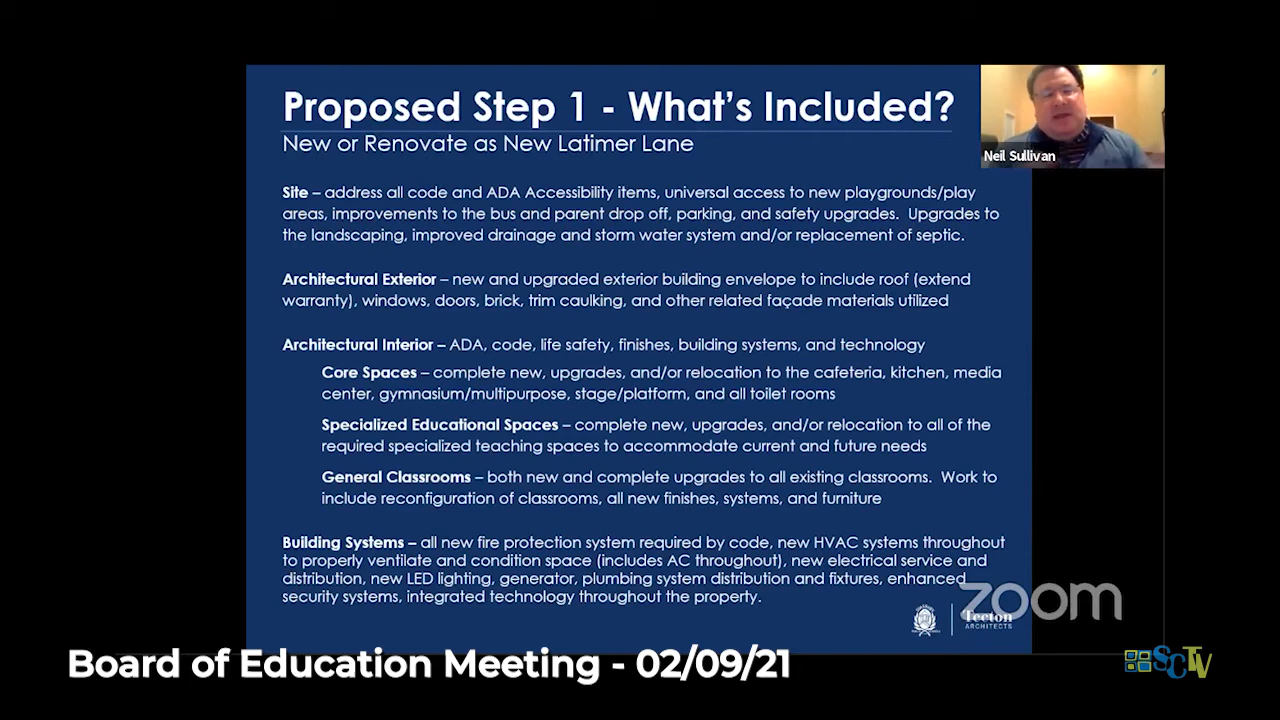 Proposed Step 1 - What's Included?
New or Renovate as New Latimer Lane
Neil Sullivan
Site – address all code and ADA Accessibility items, universal access to new playgrounds/play
areas, improvements to the bus and parent drop off, parking, and safety upgrades. Upgrades to
the landscaping, improved drainage and storm water system and/or replacement of septic.
Architectural Exterior – new and upgraded exterior building envelope to include roof (extend
warranty), windows, doors, brick, trim caulking, and other related façade materials utilized
Architectural Interior – ADA, code, life safety, finishes, building systems, and technology
Core Spaces – complete new, upgrades, and/or relocation to the cafeteria, kitchen, media
center, gymnasium/multipurpose, stage/platform, and all toilet rooms
Specialized Educational Spaces – complete new, upgrades, and/or relocation to all of the
required specialized teaching spaces to accommodate current and future needs
General Classrooms – both new and complete upgrades to all existing classrooms. Work to
include reconfiguration of classrooms, all new finishes, systems, and furniture
Building Systems – all new fire protection system required by code, new HVAC systems throughout
to properly ventilate and condition space (includes AC throughout), new electrical service and
distribution, new LED lighting, generator, plumbing system distribution and fixtures, enhanced
security systems, integrated technology throughout the property.
zoom
Tecton
ARCHITECTS
Board of Education Meeting - 02/09/21
SCTV